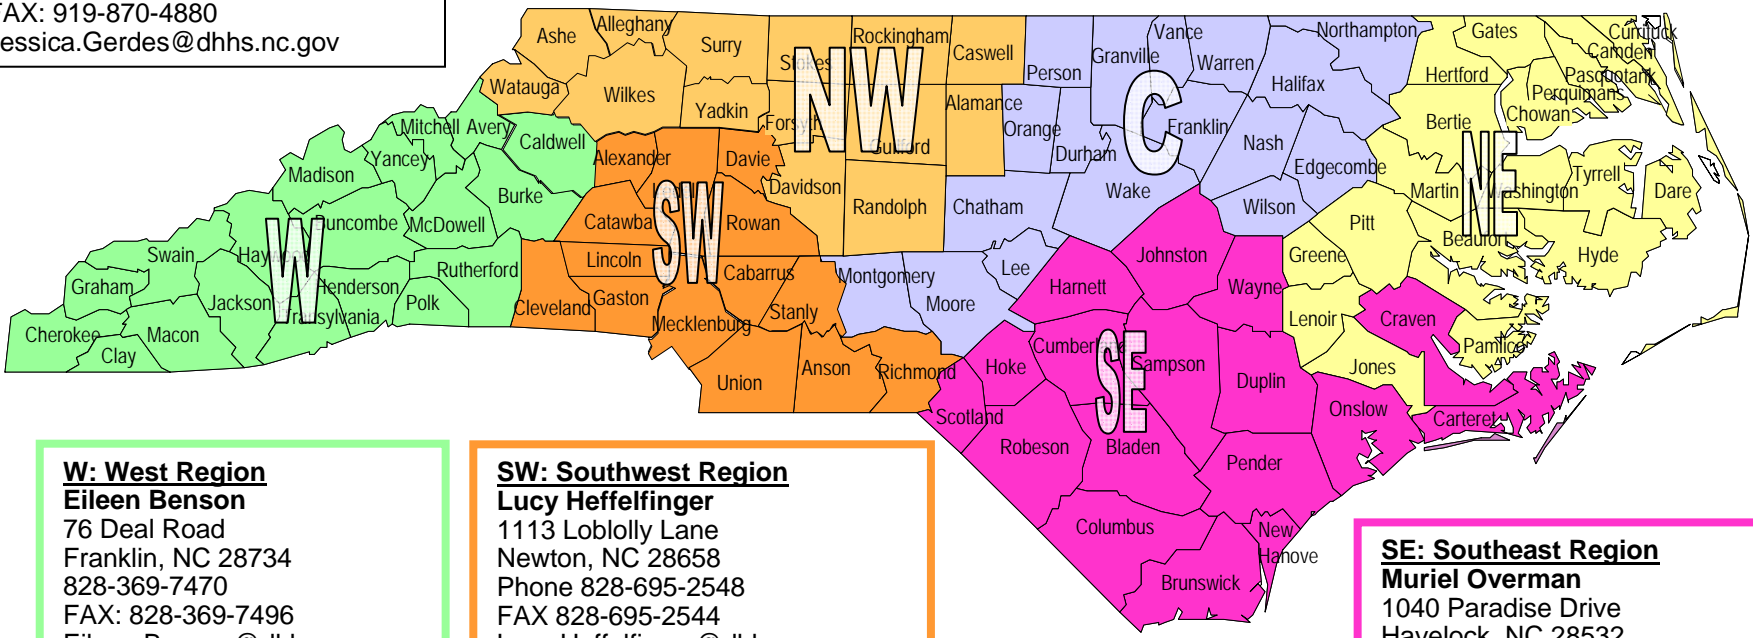 FAX: 919-870-4880
essica.Gerdes@dhhs.nc.gov
Ashe
Alleghany
Surry
Stokes
Rockingham
Caswell
Person
Granville
Vance
Warren
Northampton
Gates
Currituck
Camden
Pasquotank
Perquimans
Chowan
Hertford
Halifax
Watauga
Wilkes
Yadkin
Forsyth
NW
Guilford
Alamance
Orange
Durham
C
Franklin
Nash
Edgecombe
Bertie
Mitchell
Avery
Caldwell
Alexander
Davie
Davidson
Randolph
Chatham
Wake
Wilson
Martin
NE
Washington
Tyrrell
Dare
Madison
Yancey
Burke
Catawba
SW
Rowan
Pitt
Beaufort
Hyde
W
Buncombe
McDowell
Swain
Haywood
Rutherford
Lincoln
Cabarrus
Montgomery
Lee
Johnston
Greene
Graham
Jackson
Henderson
Polk
Cleveland
Gaston
Stanly
Moore
Harnett
Wayne
Lenoir
Craven
Cherokee
Macon
Transylvania
Mecklenburg
Clay
Union
Anson
Richmond
Hoke
Cumberland
SE
Sampson
Duplin
Jones
Pamlico
Scotland
Robeson
Bladen
Onslow
Carteret
Pender
Columbus
New
Hanove
Brunswick
W: West Region
Eileen Benson
76 Deal Road
Franklin, NC 28734
828-369-7470
FAX: 828-369-7496
SW: Southwest Region
Lucy Heffelfinger
1113 Loblolly Lane
Newton, NC 28658
Phone 828-695-2548
FAX 828-695-2544
SE: Southeast Region
Muriel Overman
1040 Paradise Drive
Havelock, NC 28532